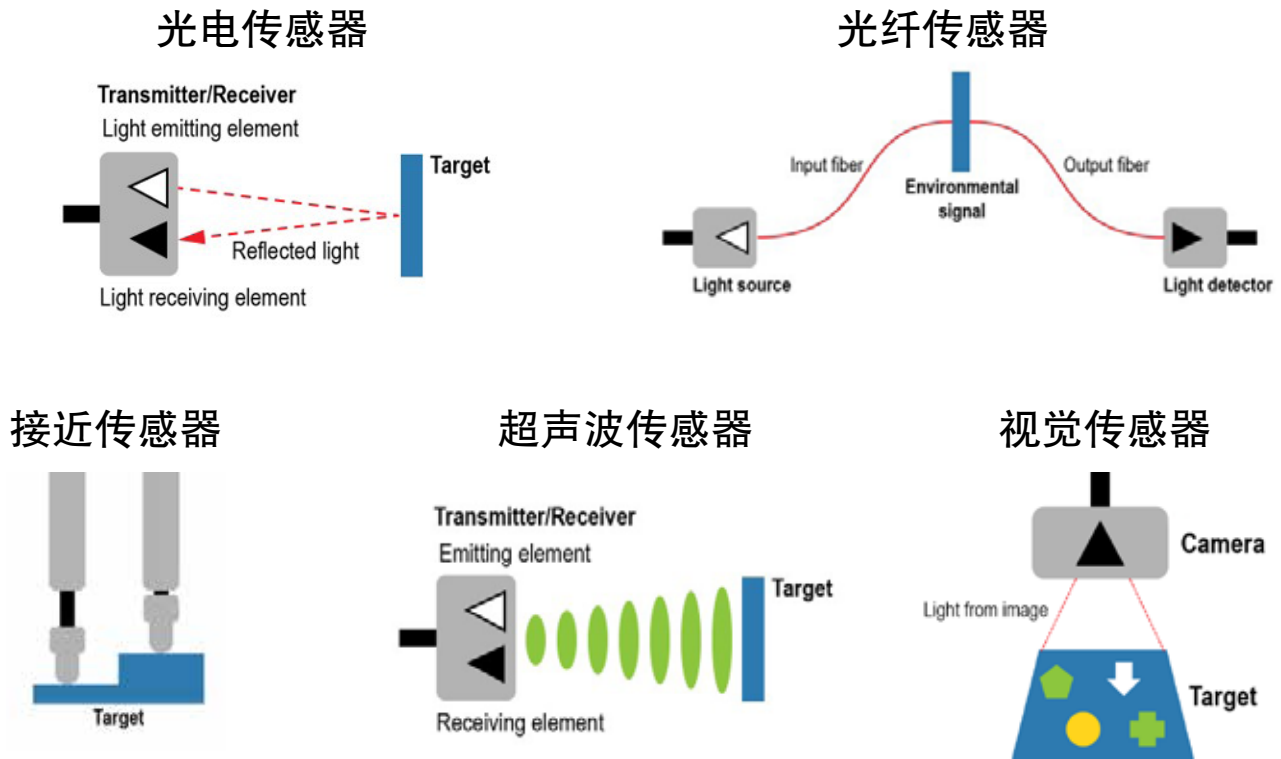 光电传感器
Transmitter/Receiver
Light emitting element
Target
Reflected light
Light receiving element
光纤传感器
Input fiber
Output fiber
Environmental
signal
Light source
Light detector
接近传感器
Target
超声波传感器
Transmitter/Receiver
Emitting element
Target
Receiving element
视觉传感器
Camera
Light from image
Target